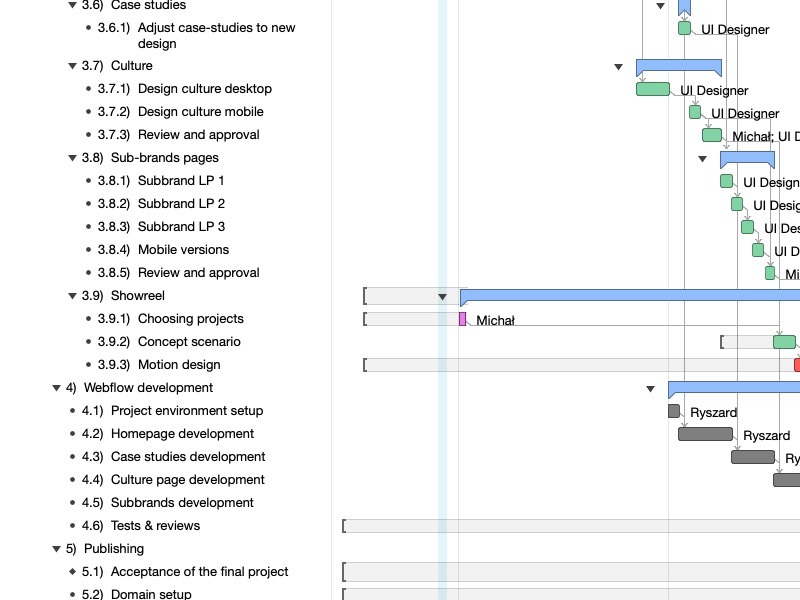 3.6) Case studies
3.6.1) Adjust case-studies to new
design
UI Designer
3.7) Culture
3.7.1) Design culture desktop
UI Designer
3.7.2) Design culture mobile
UI Designer
3.7.3) Review and approval
Michał; UI D
3.8) Sub-brands pages
3.8.1) Subbrand LP 1
UI Design
3.8.2) Subbrand LP 2
UI Desig
3.8.3) Subbrand LP 3
UI Des
3.8.4) Mobile versions
UI D
3.8.5) Review and approval
Mi
3.9) Showreel
3.9.1) Choosing projects
Michał
3.9.2) Concept scenario
3.9.3) Motion design
4) Webflow development
4.1) Project environment setup
Ryszard
4.2) Homepage development
Ryszard
4.3) Case studies development
Ry
4.4) Culture page development
4.5) Subbrands development
4.6) Tests & reviews
5) Publishing
5.1) Acceptance of the final project
5.2) Domain setup